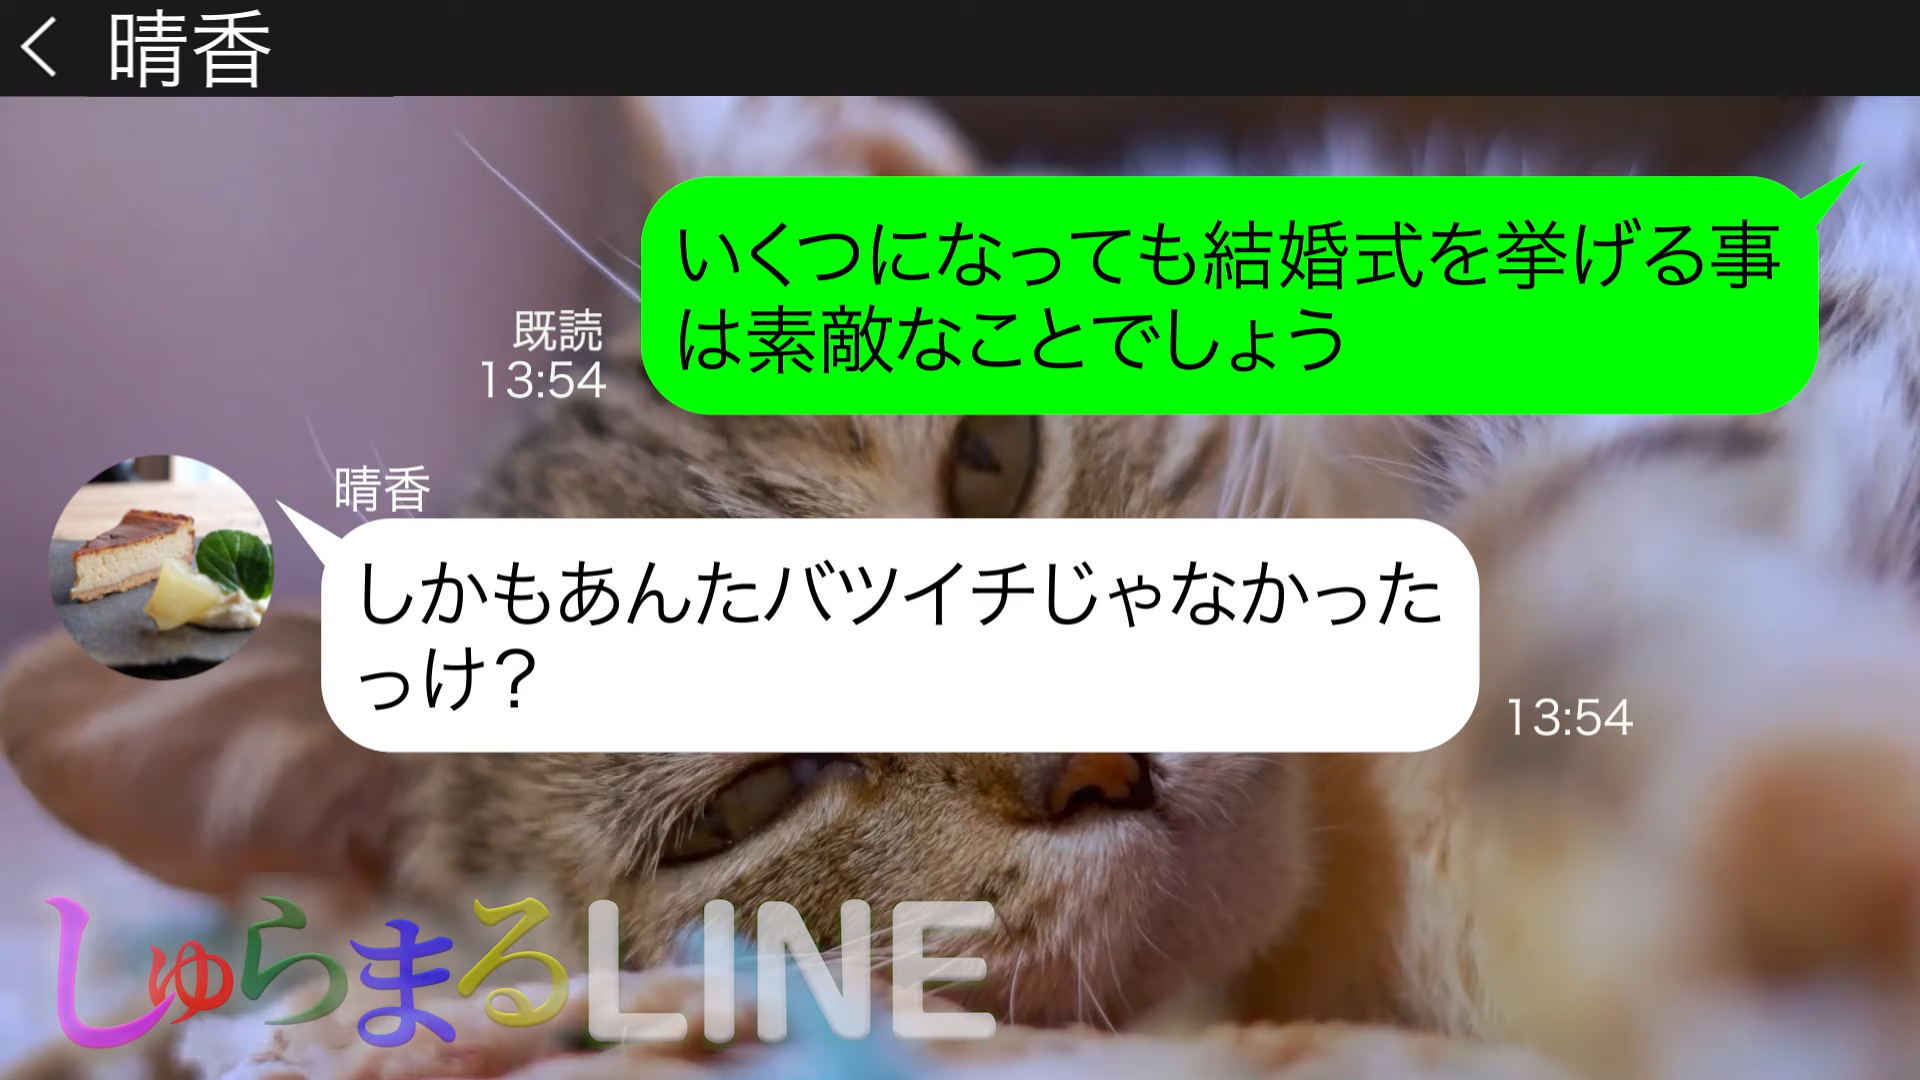 晴香
いくつになっても結婚式を挙げる事
は素敵なことでしょう
既読
13:54
晴香
しかもあんたバツイチじゃなかった
っけ？
13:54
しゅらまるLINE